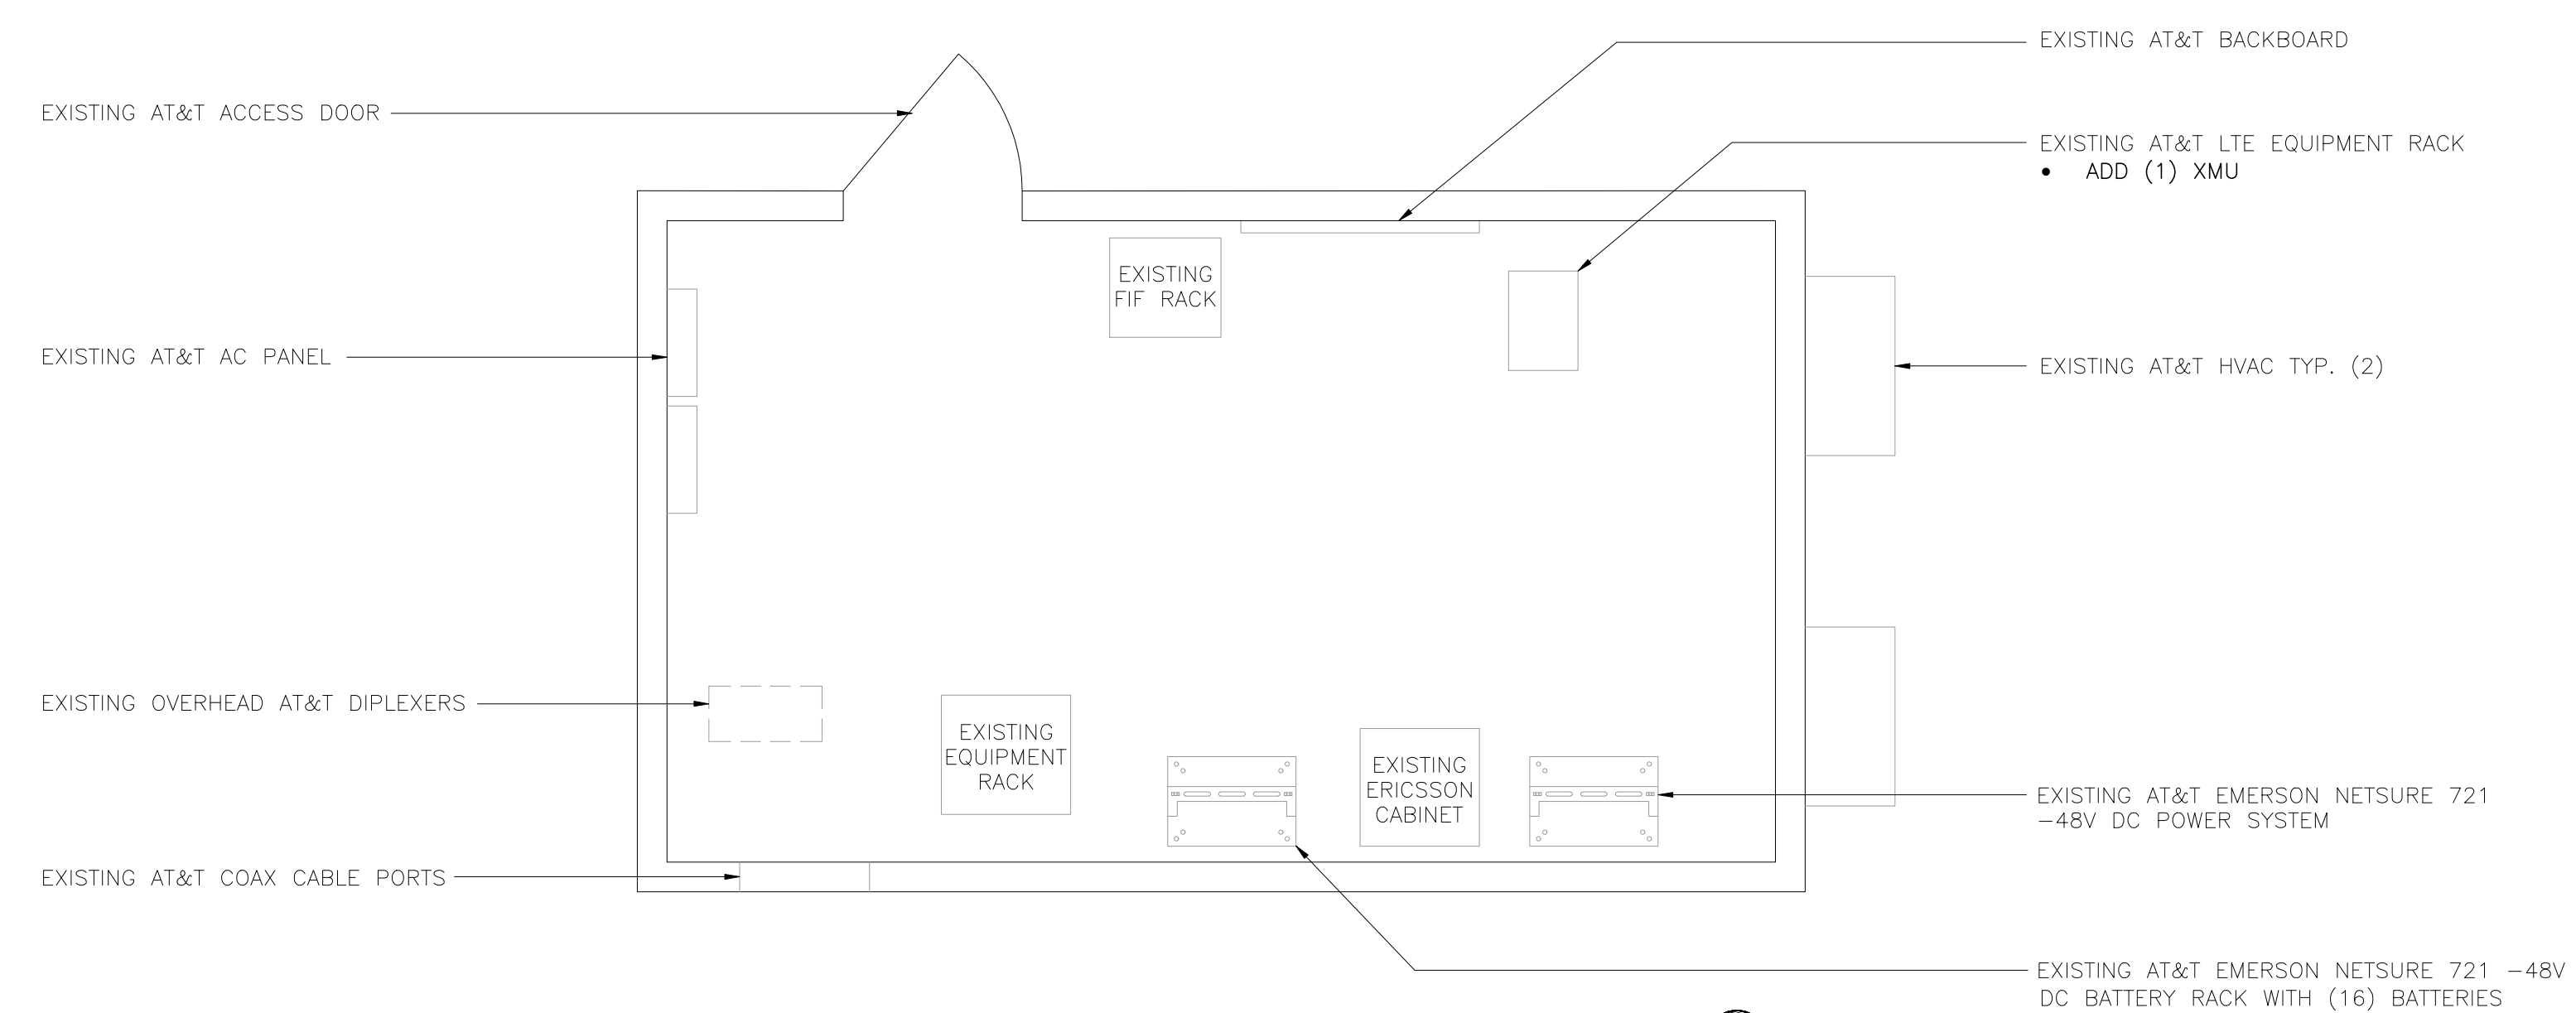 EXISTING AT&T BACKBOARD
EXISTING AT&T ACCESS DOOR
EXISTING AT&T LTE EQUIPMENT RACK
• ADD (1) XMU
EXISTING
FIF RACK
EXISTING AT&T AC PANEL
EXISTING AT&T HVAC TYP. (2)
EXISTING OVERHEAD AT&T DIPLEXERS
EXISTING
EQUIPMENT
RACK
EXISTING
ERICSSON
CABINET
EXISTING AT&T EMERSON NETSURE 721
-48V DC POWER SYSTEM
EXISTING AT&T COAX CABLE PORTS
EXISTING AT&T EMERSON NETSURE 721 -48V
DC BATTERY RACK WITH (16) BATTERIES